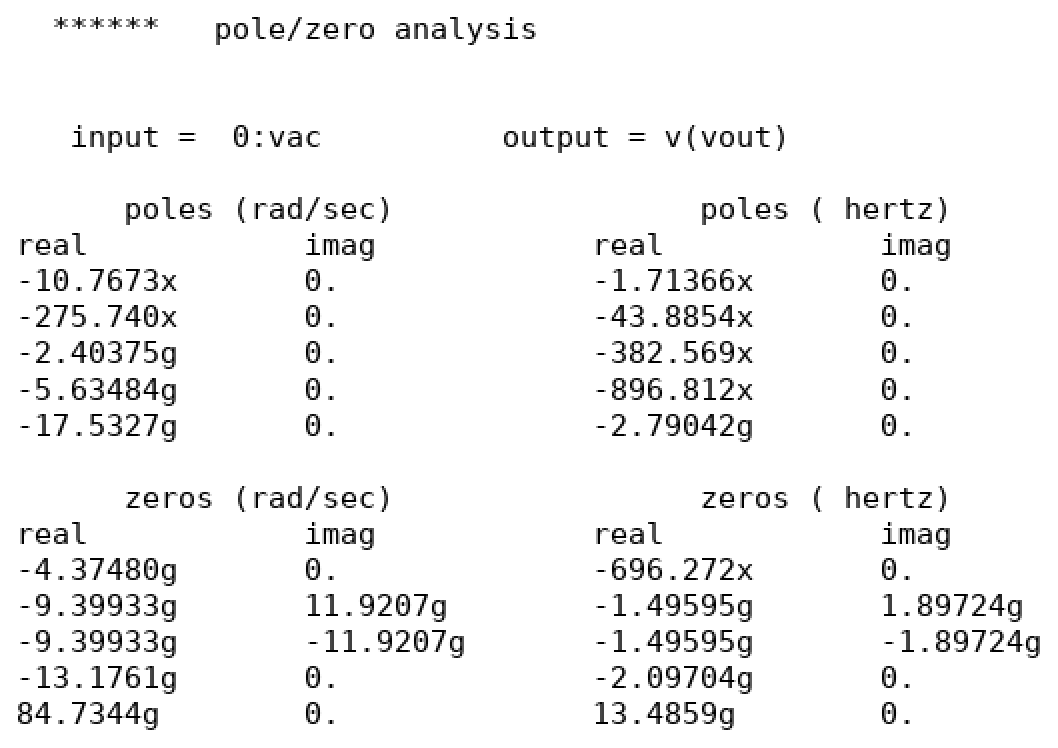 ****** pole/zero analysis
input = 0:vac output = v(vout)
poles (rad/sec) poles ( hertz)
real imag real imag
-10.7673x 0. -1.71366x 0.
-275.740x 0. -43.8854x 0.
-2.40375g 0. -382.569x 0.
-5.63484g 0. -896.812x 0.
-17.5327g 0. -2.79042g 0.
zeros (rad/sec) zeros ( hertz)
real imag real imag
-4.37480g 0. -696.272x 0.
-9.39933g 11.9207g -1.49595g 1.89724g
-9.39933g -11.9207g -1.49595g -1.89724g
-13.1761g 0. -2.09704g 0.
84.7344g 0. 13.4859g 0.